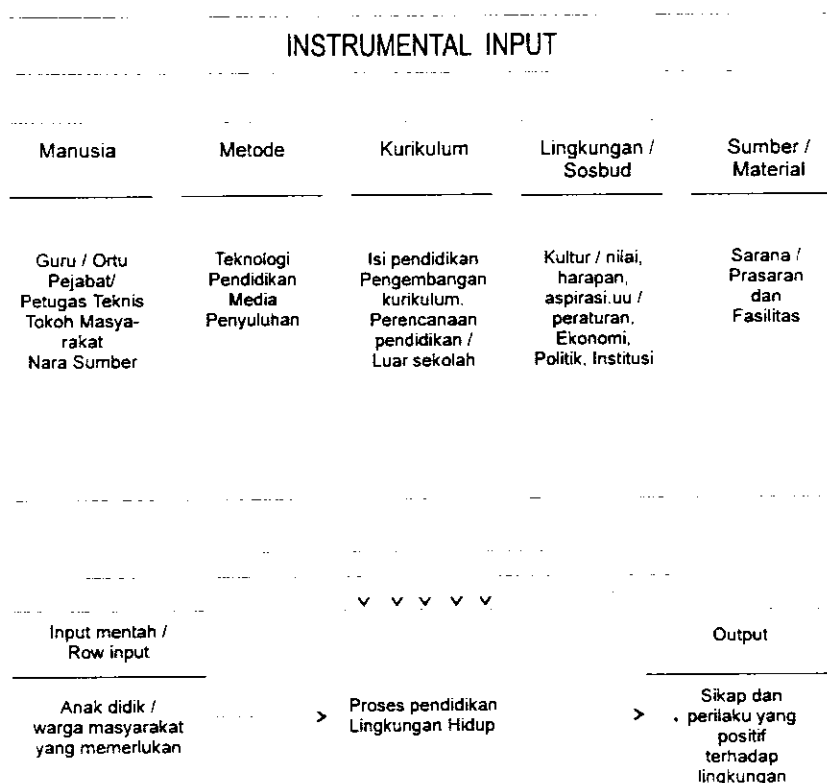 INSTRUMENTAL INPUT
Manusia
Guru / Ortu
Pejabat/
Petugas Teknis
Tokoh Masya-
rakat
Nara Sumber
Metode
Teknologi
Pendidikan
Media
Penyuluhan
Kurikulum
Isi pendidikan
Pengembangan
kurikulum.
Perencanaan
pendidikan /
Luar sekolah
Lingkungan /
Sosbud
Kultur / nilai,
harapan,
aspirasi.uu /
peraturan,
Ekonomi,
Politik, Institusi
Sumber /
Material
Sarana /
Prasaran
dan
Fasilitas
v v v v v
Input mentah /
Row input
Anak didik /
warga masyarakat
yang memerlukan
>
Proses pendidikan
Lingkungan Hidup
>
Output
Sikap dan
perilaku yang
positif
terhadap
lingkungan